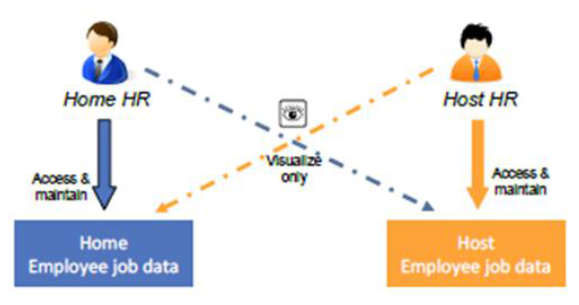 Home HR
Host HR
Access &
maintain
Visualize
only
Access &
maintain
Home
Employee job data
Host
Employee job data